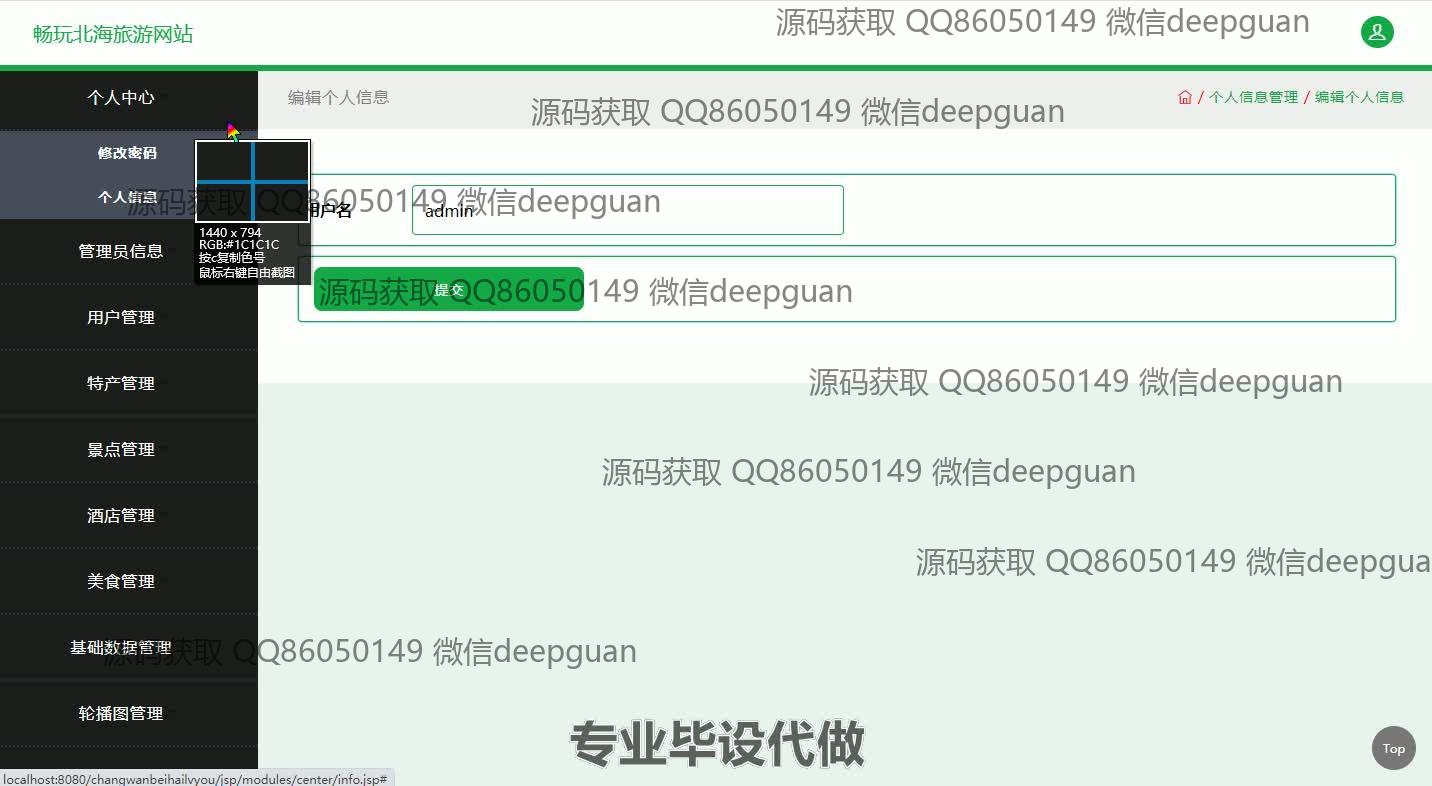 畅玩北海旅游网站
源码获取 QQ86050149 微信deepguan
个人中心
编辑个人信息
/ 个人信息管理 / 编辑个人信息
源码获取 QQ86050149 微信deepguan
修改密码
个人信息
源码获取 QQ86050149 微信deepguan
用户名
admin
1440 x 794
RGB:#1C1C1C
按c复制色号
鼠标右键自由截图
管理员信息
提交
源码获取 QQ86050149 微信deepguan
用户管理
特产管理
源码获取 QQ86050149 微信deepguan
景点管理
源码获取 QQ86050149 微信deepguan
酒店管理
源码获取 QQ86050149 微信deepgua
美食管理
基础数据管理
源码获取 QQ86050149 微信deepguan
轮播图管理
专业毕设代做
Top
localhost:8080/changwanbeihailvyou/jsp/modules/center/info.jsp#